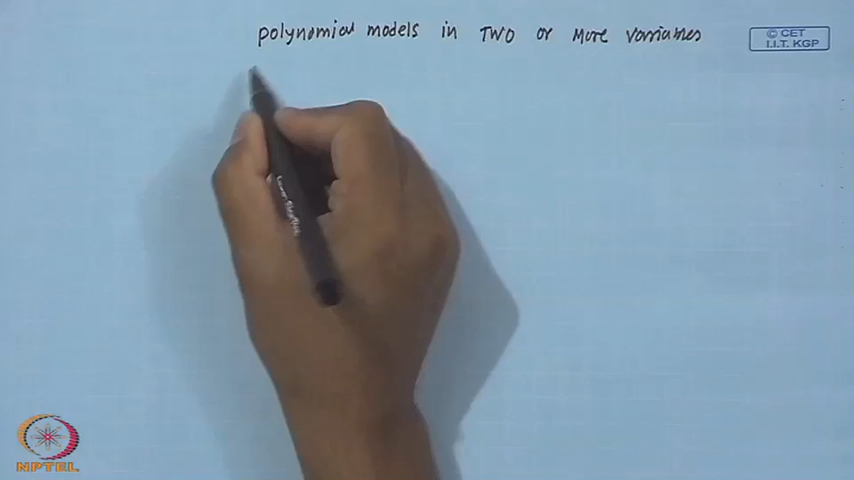 polynomial models in TWO or More variables
© CET
I.I.T. KGP
NPTEL